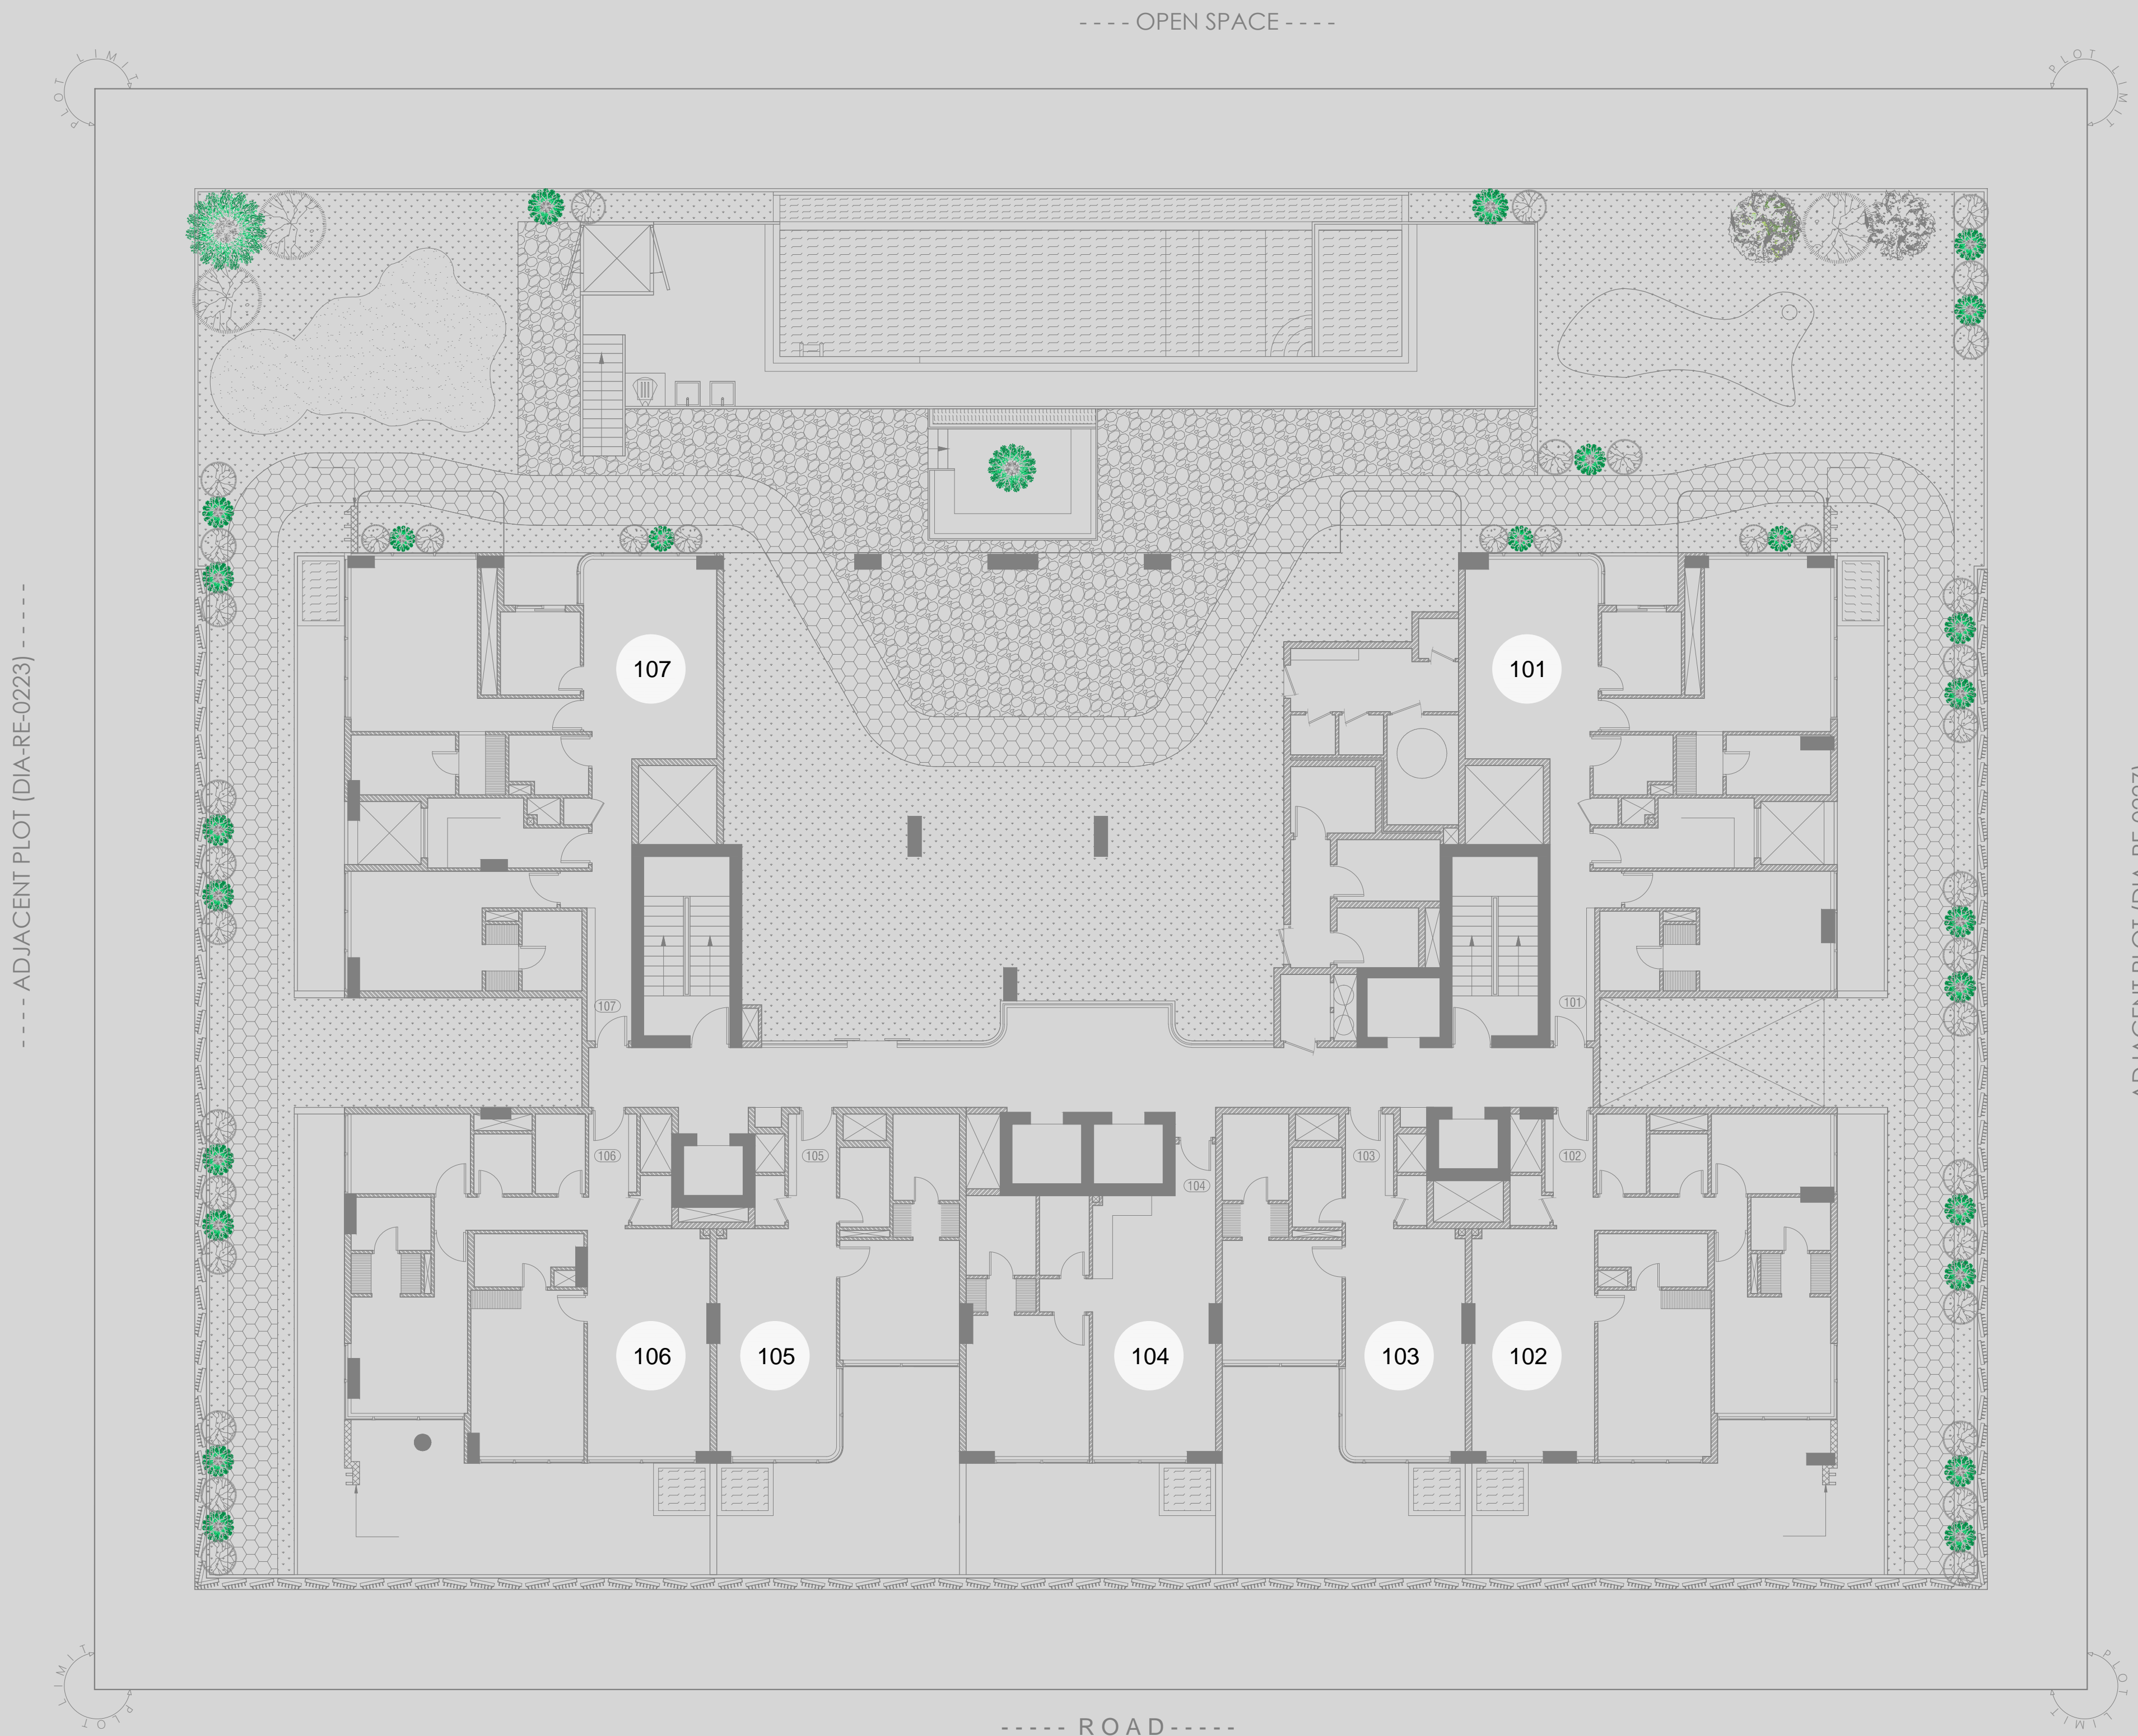 - - - - OPEN SPACE - - - -
PLOT LIMIT
PLOT LIMIT
- - - - ADJACENT PLOT (DIA-RE-0223) - - - - -
107
101
107
101
106
105
104
103
102
106
105
104
103
102
PLOT LIMIT
PLOT LIMIT
- - - - - ROAD- - - - -